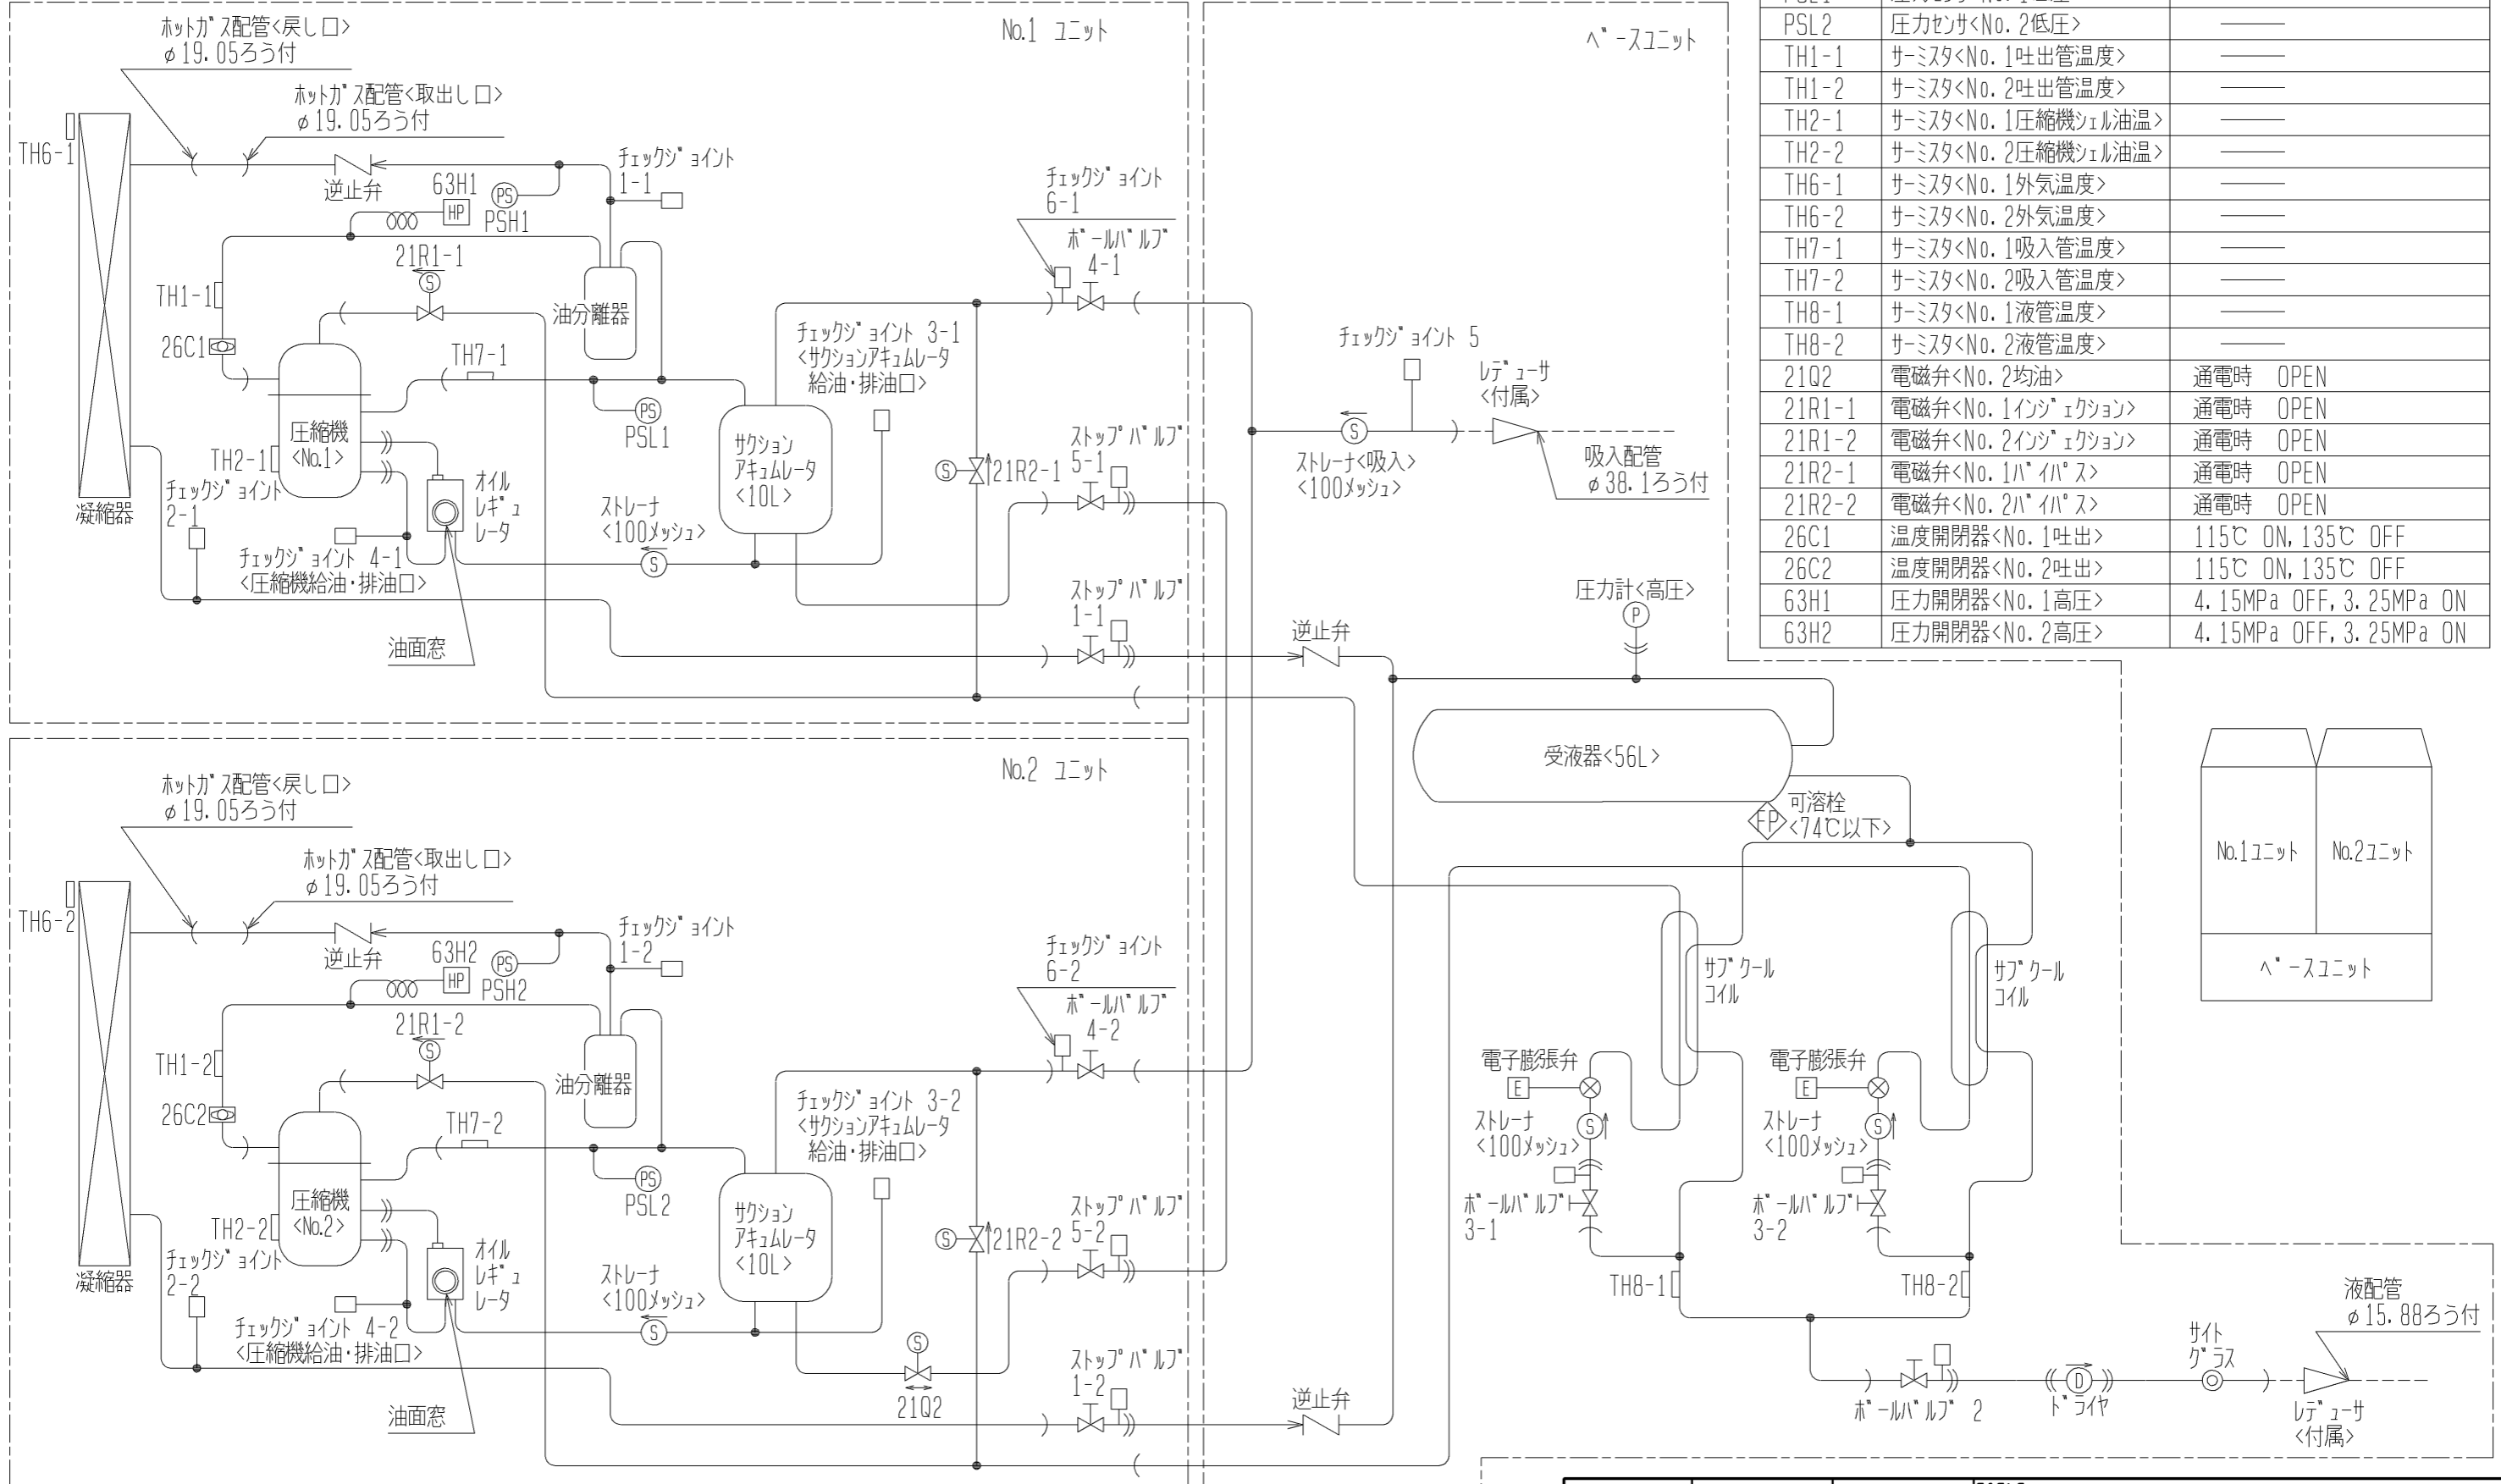 No.1 ユニット
ホットガス配管<戻し口>
φ19.05ろう付
ホットガス配管<取出し口>
φ19.05ろう付
TH6-1
逆止弁
63H1
HP
PS
PSH1
チェックジョイント
1-1
21R1-1
S
TH1-1
26C1
油分離器
チェックジョイント
6-1
ボールバルブ
4-1
TH7-1
チェックジョイント 3-1
<サクションアキュムレータ
給油・排油口>
PS
PSL1
圧縮機
<No.1>
TH2-1
サクション
アキュムレータ
<10L>
S
21R2-1
ストップバルブ
5-1
凝縮器
チェックジョイント
2-1
オイル
レギュ
レータ
ストレーナ
<100メッシュ>
S
チェックジョイント 4-1
<圧縮機給油・排油口>
ストップバルブ
1-1
油面窓
No.2 ユニット
ホットガス配管<戻し口>
φ19.05ろう付
ホットガス配管<取出し口>
φ19.05ろう付
TH6-2
逆止弁
63H2
HP
PS
PSH2
チェックジョイント
1-2
21R1-2
S
TH1-2
26C2
油分離器
チェックジョイント
6-2
ボールバルブ
4-2
TH7-2
チェックジョイント 3-2
<サクションアキュムレータ
給油・排油口>
PS
PSL2
圧縮機
<No.2>
TH2-2
サクション
アキュムレータ
<10L>
S
21R2-2
ストップバルブ
5-2
凝縮器
チェックジョイント
2-2
オイル
レギュ
レータ
ストレーナ
<100メッシュ>
S
チェックジョイント 4-2
<圧縮機給油・排油口>
S
21Q2
ストップバルブ
1-2
油面窓
ベースユニット
チェックジョイント 5
レデューサ
<付属>
S
ストレーナ<吸入>
<100メッシュ>
吸入配管
φ38.1ろう付
圧力計<高圧>
P
逆止弁
受液器<56L>
FP
可溶栓
<74℃以下>
サブクール
コイル
サブクール
コイル
電子膨張弁
E
電子膨張弁
E
ストレーナ
<100メッシュ>
S
ストレーナ
<100メッシュ>
S
ボールバルブ
3-1
ボールバルブ
3-2
TH8-1
TH8-2
逆止弁
ボールバルブ 2
D
ドライヤ
サイト
グラス
液配管
φ15.88ろう付
レデューサ
<付属>
No.1ユニット
No.2ユニット
ベースユニット
PSL2 圧力センサ<No.2低圧> ――
TH1-1 サーミスタ<No.1吐出管温度> ――
TH1-2 サーミスタ<No.2吐出管温度> ――
TH2-1 サーミスタ<No.1圧縮機シェル油温> ――
TH2-2 サーミスタ<No.2圧縮機シェル油温> ――
TH6-1 サーミスタ<No.1外気温度> ――
TH6-2 サーミスタ<No.2外気温度> ――
TH7-1 サーミスタ<No.1吸入管温度> ――
TH7-2 サーミスタ<No.2吸入管温度> ――
TH8-1 サーミスタ<No.1液管温度> ――
TH8-2 サーミスタ<No.2液管温度> ――
21Q2 電磁弁<No.2均油> 通電時 OPEN
21R1-1 電磁弁<No.1インジェクション> 通電時 OPEN
21R1-2 電磁弁<No.2インジェクション> 通電時 OPEN
21R2-1 電磁弁<No.1バイパス> 通電時 OPEN
21R2-2 電磁弁<No.2バイパス> 通電時 OPEN
26C1 温度開閉器<No.1吐出> 115℃ ON,135℃ OFF
26C2 温度開閉器<No.2吐出> 115℃ ON,135℃ OFF
63H1 圧力開閉器<No.1高圧> 4.15MPa OFF,3.25MPa ON
63H2 圧力開閉器<No.2高圧> 4.15MPa OFF,3.25MPa ON